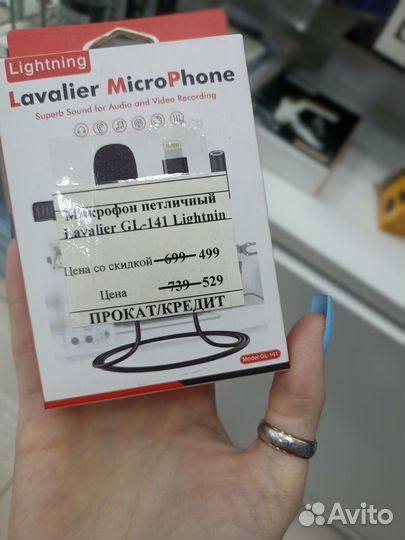 Lightning
Lavalier MicroPhone
Superb Sound for Audio and Video Recording
Микрофон петличный
Lavalier GL-141 Lightnin
Цена со скидкой 699 499
Цена 739 529
ПРОКАТ/КРЕДИТ
Model:GL-141
Avito